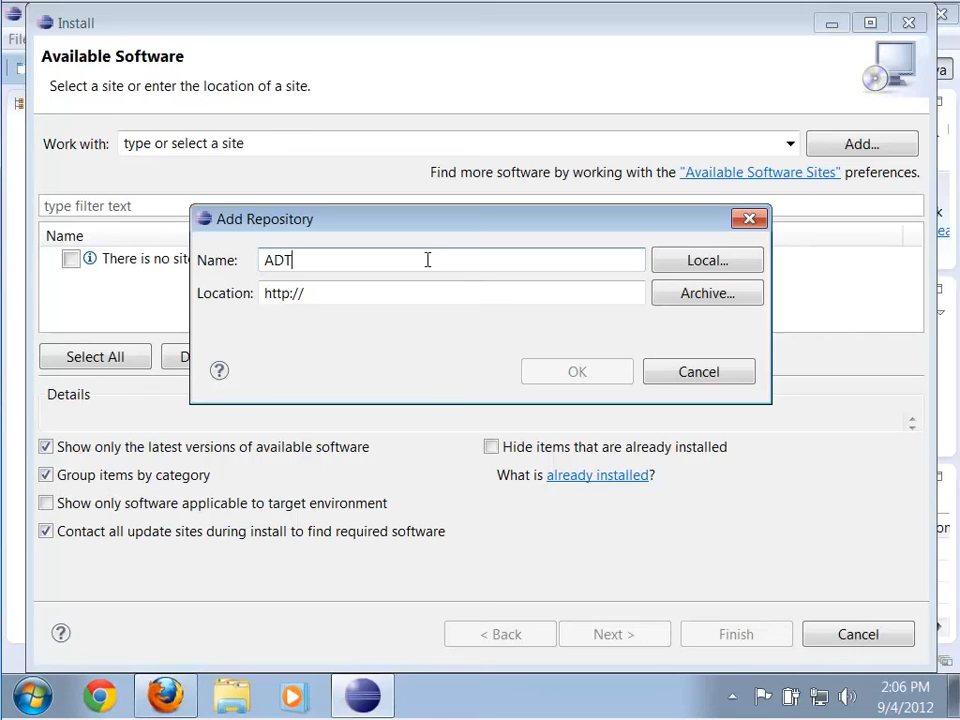 Install
File
Available Software
Select a site or enter the location of a site.
Work with:
type or select a site
Add...
Find more software by working with the "Available Software Sites" preferences.
type filter text
Name
There is no site
Add Repository
Name:
ADT
Local...
Location:
http://
Archive...
OK
Cancel
Select All
D
Details
Show only the latest versions of available software
Hide items that are already installed
Group items by category
What is already installed?
Show only software applicable to target environment
Contact all update sites during install to find required software
< Back
Next >
Finish
Cancel
2:06 PM
9/4/2012